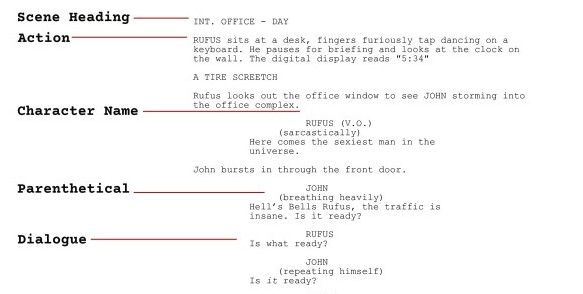 Scene Heading
INT. OFFICE - DAY
Action
RUFUS sits at a desk, fingers furiously tap dancing on a
keyboard. He pauses for briefing and looks at the clock on
the wall. The digital display reads "5:34"
A TIRE SCREETCH
Rufus looks out the office window to see JOHN storming into
the office complex.
Character Name
RUFUS (V.O.)
(sarcastically)
Here comes the sexiest man in the
universe.
John bursts in through the front door.
Parenthetical
JOHN
(breathing heavily)
Hell's Bells Rufus, the traffic is
insane. Is it ready?
Dialogue
RUFUS
Is what ready?
JOHN
(repeating himself)
Is it ready?